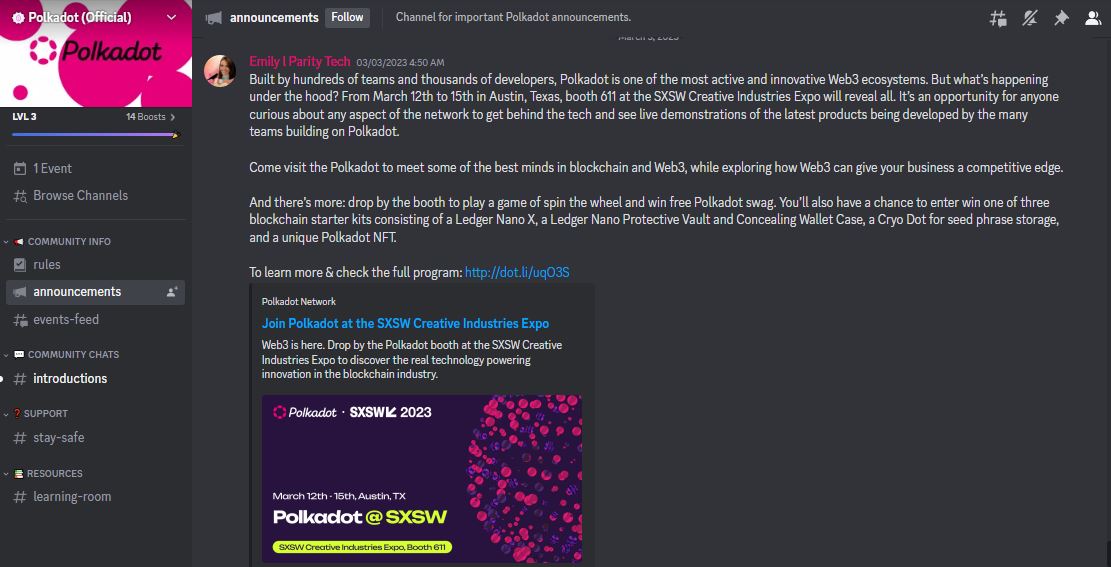 Polkadot (Official)
Polkadot
LVL 3
14 Boosts
1 Event
Browse Channels
COMMUNITY INFO
rules
announcements
events-feed
COMMUNITY CHATS
introductions
SUPPORT
stay-safe
RESOURCES
learning-room
announcements Follow Channel for important Polkadot announcements.
March 3, 2023
Emily l Parity Tech 03/03/2023 4:50 AM
Built by hundreds of teams and thousands of developers, Polkadot is one of the most active and innovative Web3 ecosystems. But what's happening
under the hood? From March 12th to 15th in Austin, Texas, booth 611 at the SXSW Creative Industries Expo will reveal all. It's an opportunity for anyone
curious about any aspect of the network to get behind the tech and see live demonstrations of the latest products being developed by the many
teams building on Polkadot.
Come visit the Polkadot to meet some of the best minds in blockchain and Web3, while exploring how Web3 can give your business a competitive edge.
And there's more: drop by the booth to play a game of spin the wheel and win free Polkadot swag. You'll also have a chance to enter win one of three
blockchain starter kits consisting of a Ledger Nano X, a Ledger Nano Protective Vault and Concealing Wallet Case, a Cryo Dot for seed phrase storage,
and a unique Polkadot NFT.
To learn more & check the full program: http://dot.li/uqO3S
Polkadot Network
Join Polkadot at the SXSW Creative Industries Expo
Web3 is here. Drop by the Polkadot booth at the SXSW Creative
Industries Expo to discover the real technology powering
innovation in the blockchain industry.
Polkadot · SXSW 2023
March 12th - 15th, Austin, TX
Polkadot @ SXSW
SXSW Creative Industries Expo, Booth 611